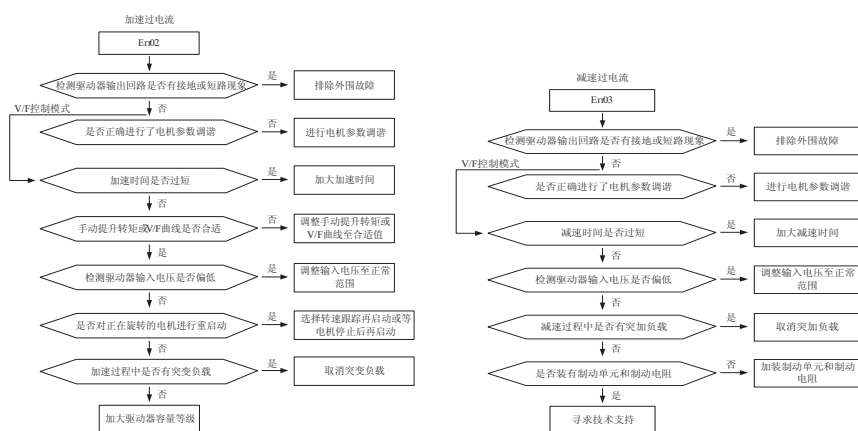 加速过电流
Err02
检测驱动器输出回路是否有接地或短路现象
是
排除外围故障
否
V/F控制模式
是否正确进行了电机参数调谐
否
进行电机参数调谐
加速时间是否过短
是
加大加速时间
否
手动提升转矩或V/F曲线是否合适
否
调整手动提升转矩或
V/F曲线至合适值
是
检测驱动器输入电压是否偏低
是
调整输入电压至正常
范围
否
是否对正在旋转的电机进行重启动
是
选择转速跟踪再启动或等
电机停止后再启动
否
加速过程中是否有突变负载
是
取消突变负载
否
加大驱动器容量等级
减速过电流
Err03
检测驱动器输出回路是否有接地或短路现象
是
排除外围故障
否
V/F控制模式
是否正确进行了电机参数调谐
否
进行电机参数调谐
减速时间是否过短
是
加大减速时间
否
检测驱动器输入电压是否偏低
是
调整输入电压至正常
范围
否
减速过程中是否有突加负载
是
取消突加负载
否
是否装有制动单元和制动电阻
否
加装制动单元和制动
电阻
是
寻求技术支持